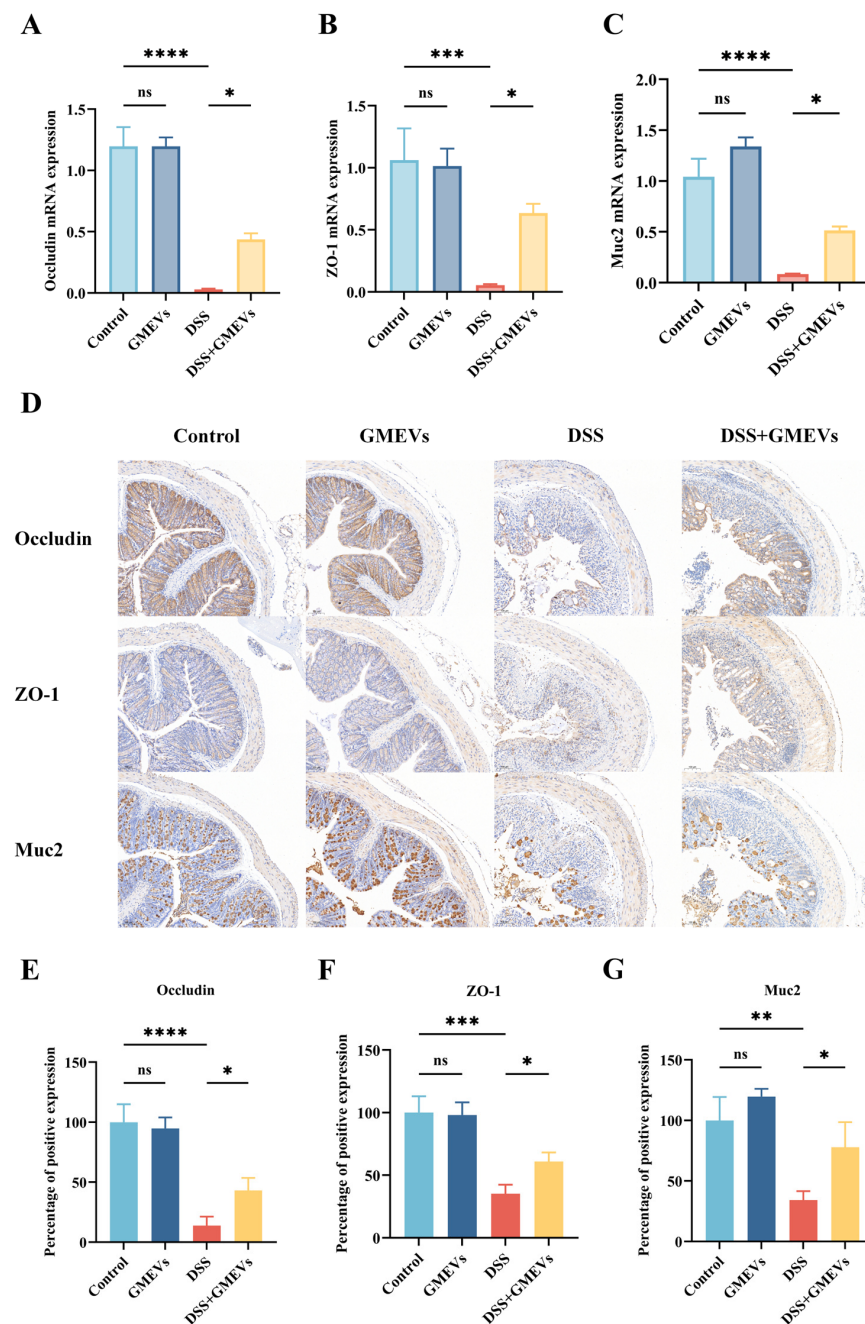 A
B
C
****
ns
*
Occludin mRNA expression
1.5
1.0
0.5
0.0
Control
GMEVs
DSS
DSS+GMEVs
***
ns
*
ZO-1 mRNA expression
1.5
1.0
0.5
0.0
Control
GMEVs
DSS
DSS+GMEVs
****
ns
*
Muc2 mRNA expression
2.0
1.5
1.0
0.5
0.0
Control
GMEVs
DSS
DSS+GMEVs
D
Control GMEVs DSS DSS+GMEVs
Occludin
ZO-1
Muc2
E
Occludin
****
ns
*
Percentage of positive expression
150
100
50
0
Control
GMEVs
DSS
DSS+GMEVs
F
ZO-1
***
ns
*
Percentage of positive expression
150
100
50
0
Control
GMEVs
DSS
DSS+GMEVs
G
Muc2
**
ns
*
Percentage of positive expression
150
100
50
0
Control
GMEVs
DSS
DSS+GMEVs